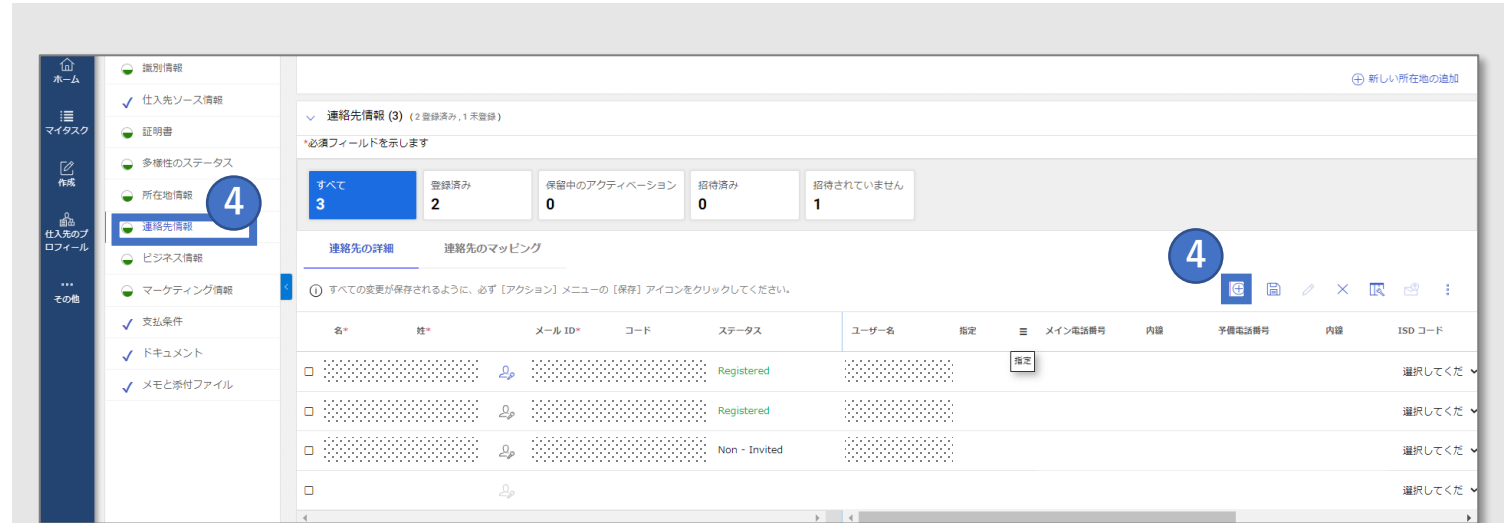 ホーム
マイタスク
作成
仕入先のプ
ロフィール
その他
識別情報
仕入先ソース情報
証明書
多様性のステータス
所在地情報
4
連絡先情報
ビジネス情報
マーケティング情報
支払条件
ドキュメント
メモと添付ファイル
新しい所在地の追加
連絡先情報 (3) ( 2 登録済み , 1 未登録 )
*必須フィールドを示します
すべて 登録済み 保留中のアクティベーション 招待済み 招待されていません
3 2 0 0 1
連絡先の詳細 連絡先のマッピング
4
すべての変更が保存されるように、必ず [アクション] メニューの [保存] アイコンをクリックしてください。
名* 姓* メール ID* コード ステータス ユーザー名 指定 メイン電話番号 内線 予備電話番号 内線 ISD コード
指定
Registered 選択してくだ
Registered
Non - Invited 選択してくだ
選択してくだ
選択してくだ